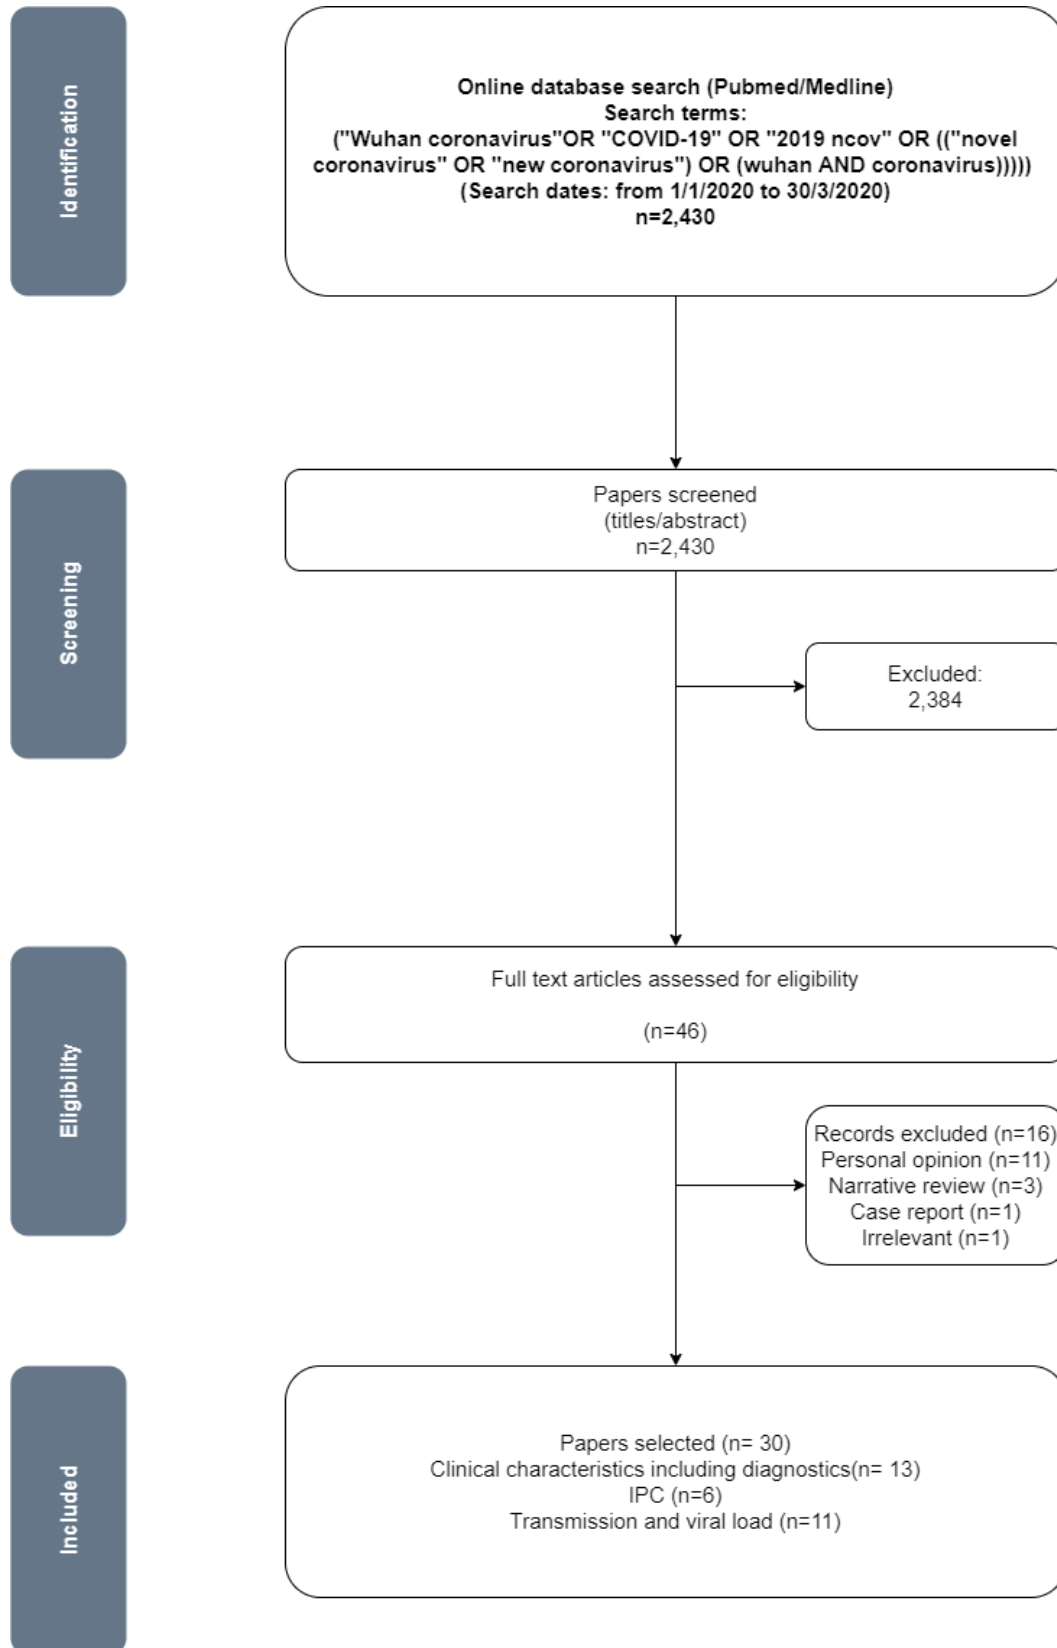 Identification
Online database search (Pubmed/Medline)
Search terms:
("Wuhan coronavirus"OR "COVID-19" OR "2019 ncov" OR (("novel
coronavirus" OR "new coronavirus") OR (wuhan AND coronavirus)))))
(Search dates: from 1/1/2020 to 30/3/2020)
n=2,430
Screening
Papers screened
(titles/abstract)
n=2,430
Excluded:
2,384
Eligibility
Full text articles assessed for eligibility
(n=46)
Records excluded (n=16)
Personal opinion (n=11)
Narrative review (n=3)
Case report (n=1)
Irrelevant (n=1)
Included
Papers selected (n= 30)
Clinical characteristics including diagnostics(n= 13)
IPC (n=6)
Transmission and viral load (n=11)